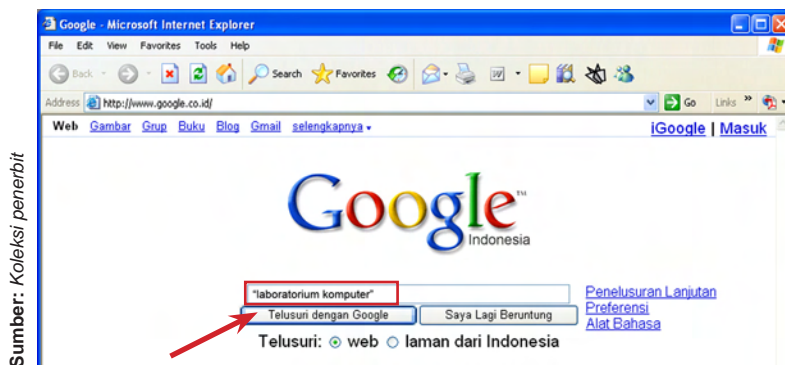 Google - Microsoft Internet Explorer
File Edit View Favorites Tools Help
Back Search Favorites
Address http://www.google.co.id/ Go Links »
Web Gambar Grup Buku Blog Gmail selengkapnya iGoogle | Masuk
Google™
Indonesia
"laboratorium komputer"
Penelusuran Lanjutan
Telusuri dengan Google Saya Lagi Beruntung
Preferensi
Alat Bahasa
Telusuri: web laman dari Indonesia
Sumber: Koleksi penerbit